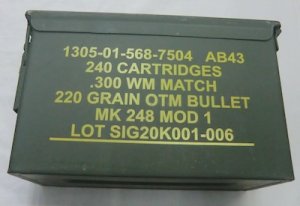 1305-01-568-7504 AB43
240 CARTRIDGES
.300 WM MATCH
220 GRAIN OTM BULLET
MK 248 MOD 1
LOT SIG20K001-006